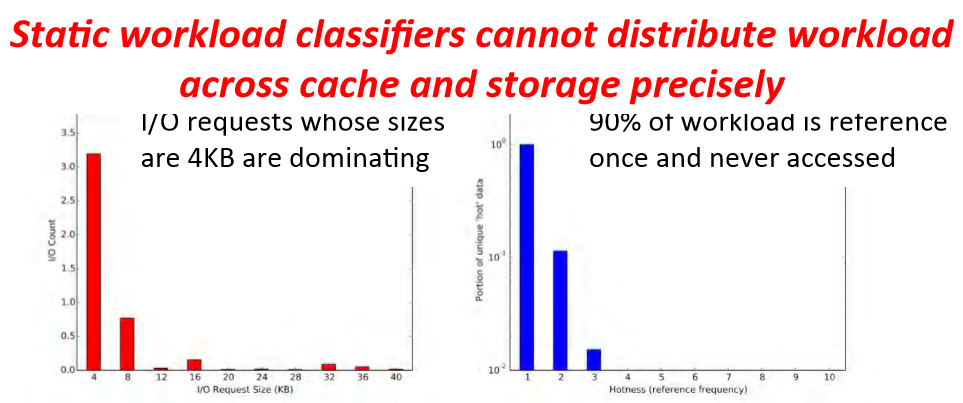 Static workload classifiers cannot distribute workload
across cache and storage precisely
I/O requests whose sizes
are 4KB are dominating
90% of workload is reference
once and never accessed
3.5
3.0
2.5
2.0
1.5
1.0
0.5
0.0
I/O Count
4 8 12 16 20 24 28 32 36 40
I/O Request Size (KB)
10⁰
10⁻¹
10⁻²
Portion of unique 'hot' data
1 2 3 4 5 6 7 8 9 10
Hotness (reference frequency)